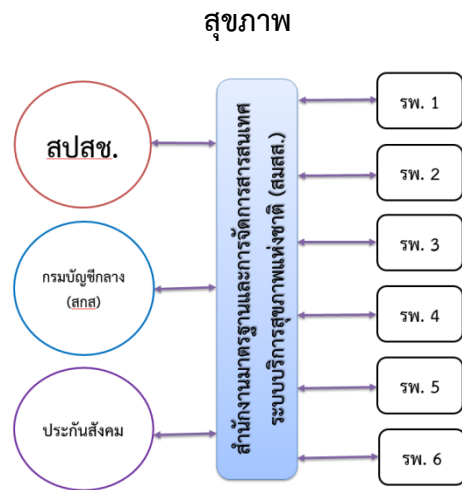 สุขภาพ
สปสช.
กรมบัญชีกลาง
(สกส)
ประกันสังคม
สำนักงานมาตรฐานและการจัดการสารสนเทศ
ระบบบริการสุขภาพแห่งชาติ (สมสส.)
รพ. 1
รพ. 2
รพ. 3
รพ. 4
รพ. 5
รพ. 6